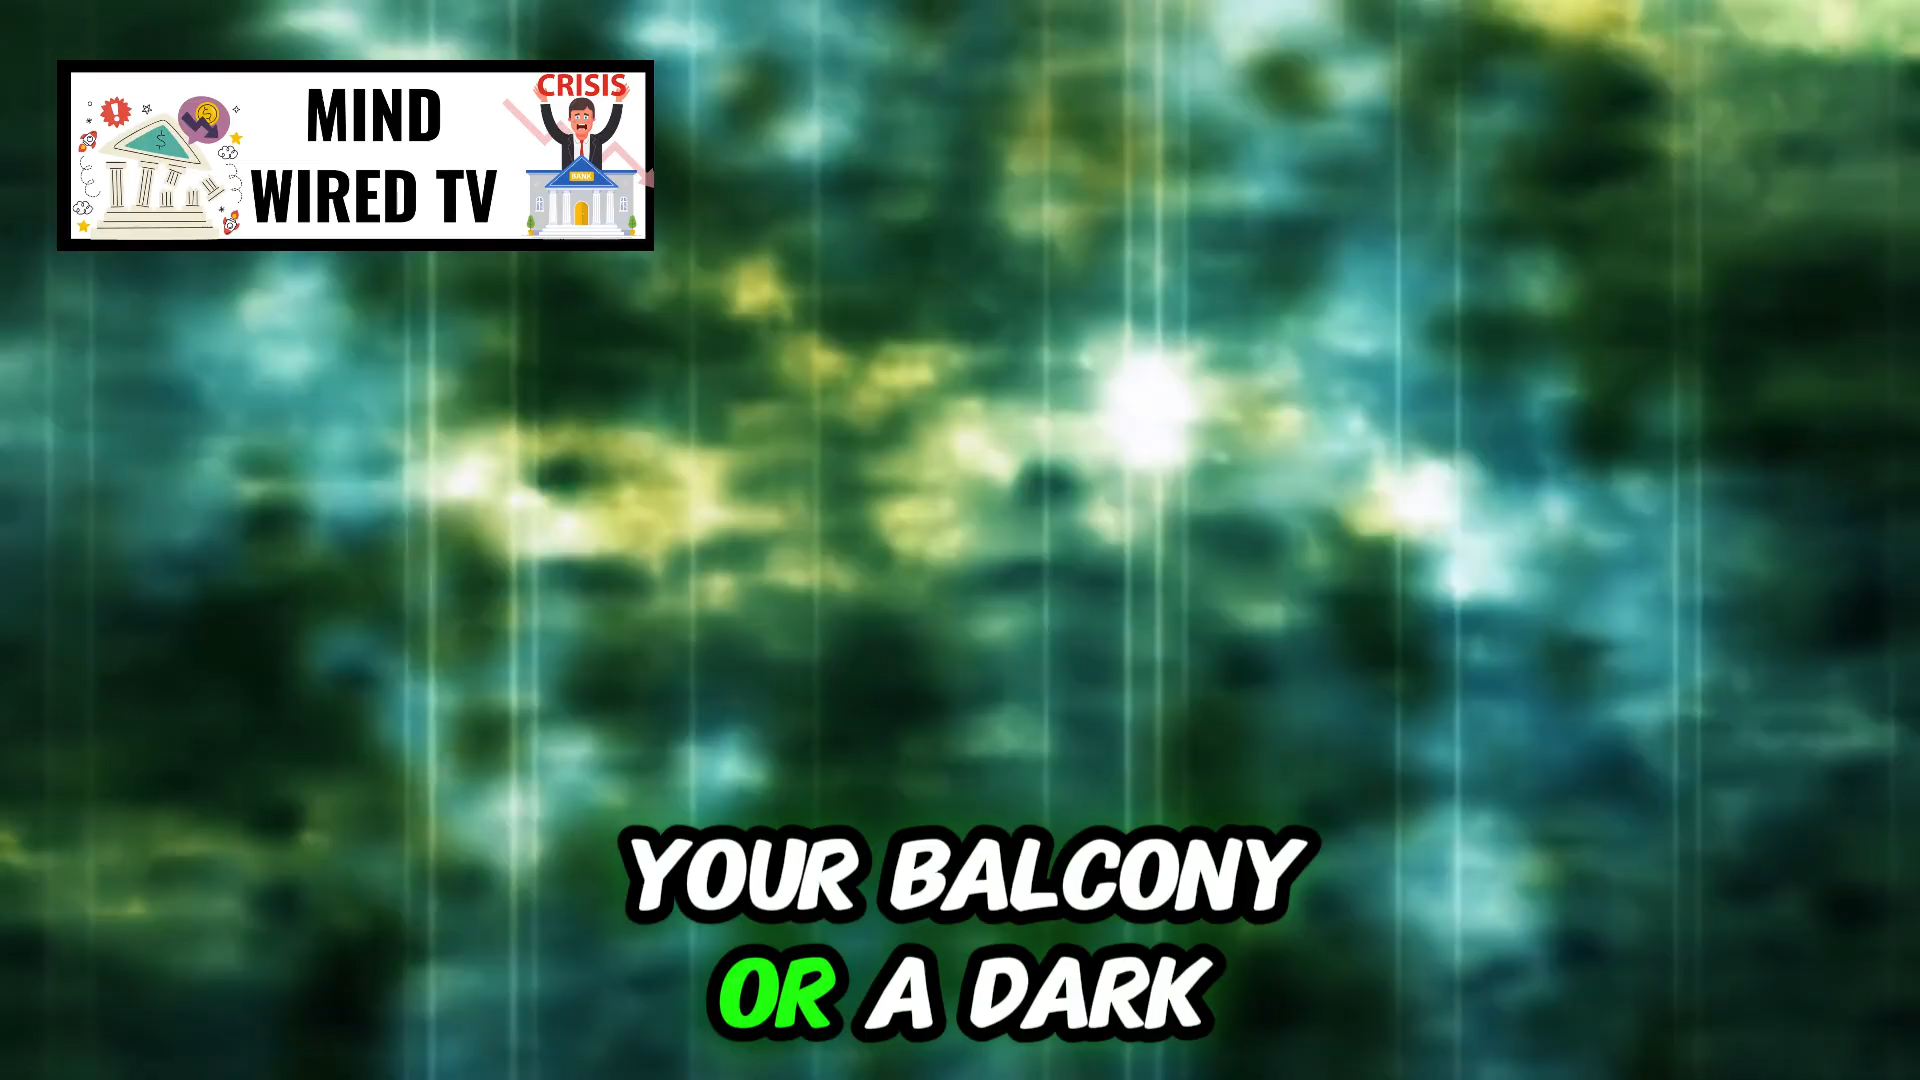 CRISIS
MIND
WIRED TV
BANK
YOUR BALCONY
OR A DARK